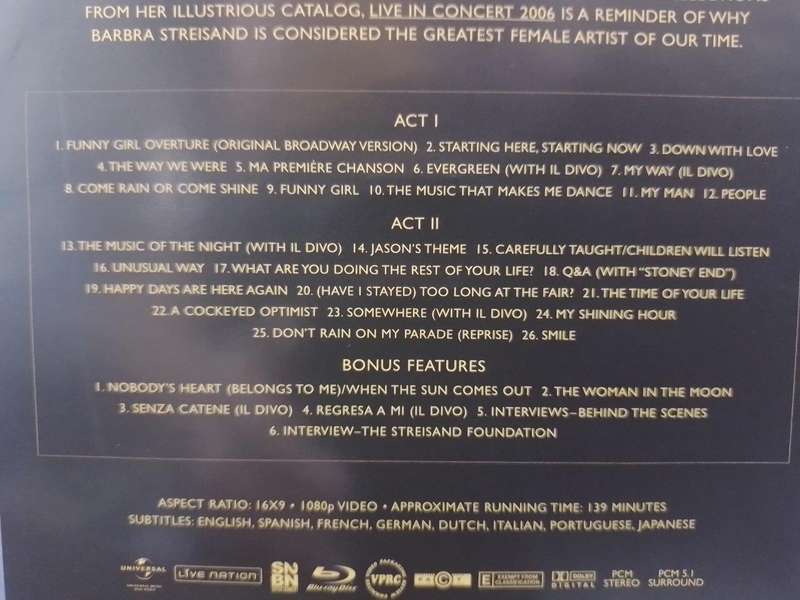 FROM HER ILLUSTRIOUS CATALOG, LIVE IN CONCERT 2006 IS A REMINDER OF WHY
BARBRA STREISAND IS CONSIDERED THE GREATEST FEMALE ARTIST OF OUR TIME.
ACT I
1. FUNNY GIRL OVERTURE (ORIGINAL BROADWAY VERSION) 2. STARTING HERE, STARTING NOW 3. DOWN WITH LOVE
4. THE WAY WE WERE 5. MA PREMIÈRE CHANSON 6. EVERGREEN (WITH IL DIVO) 7. MY WAY (IL DIVO)
8. COME RAIN OR COME SHINE 9. FUNNY GIRL 10. THE MUSIC THAT MAKES ME DANCE 11. MY MAN 12. PEOPLE
ACT II
13. THE MUSIC OF THE NIGHT (WITH IL DIVO) 14. JASON'S THEME 15. CAREFULLY TAUGHT/CHILDREN WILL LISTEN
16. UNUSUAL WAY 17. WHAT ARE YOU DOING THE REST OF YOUR LIFE? 18. Q&A (WITH "STONEY END")
19. HAPPY DAYS ARE HERE AGAIN 20. (HAVE I STAYED) TOO LONG AT THE FAIR? 21. THE TIME OF YOUR LIFE
22. A COCKEYED OPTIMIST 23. SOMEWHERE (WITH IL DIVO) 24. MY SHINING HOUR
25. DON'T RAIN ON MY PARADE (REPRISE) 26. SMILE
BONUS FEATURES
1. NOBODY'S HEART (BELONGS TO ME)/WHEN THE SUN COMES OUT 2. THE WOMAN IN THE MOON
3. SENZA CATENE (IL DIVO) 4. REGRESA A MI (IL DIVO) 5. INTERVIEWS–BEHIND THE SCENES
6. INTERVIEW–THE STREISAND FOUNDATION
ASPECT RATIO: 16X9 • 1080p VIDEO • APPROXIMATE RUNNING TIME: 139 MINUTES
SUBTITLES: ENGLISH, SPANISH, FRENCH, GERMAN, DUTCH, ITALIAN, PORTUGUESE, JAPANESE
UNIVERSAL LIVE NATION Blu-ray Disc VPRC E EXEMPT FROM CLASSIFICATION DOLBY DIGITAL PCM STEREO PCM 5.1 SURROUND